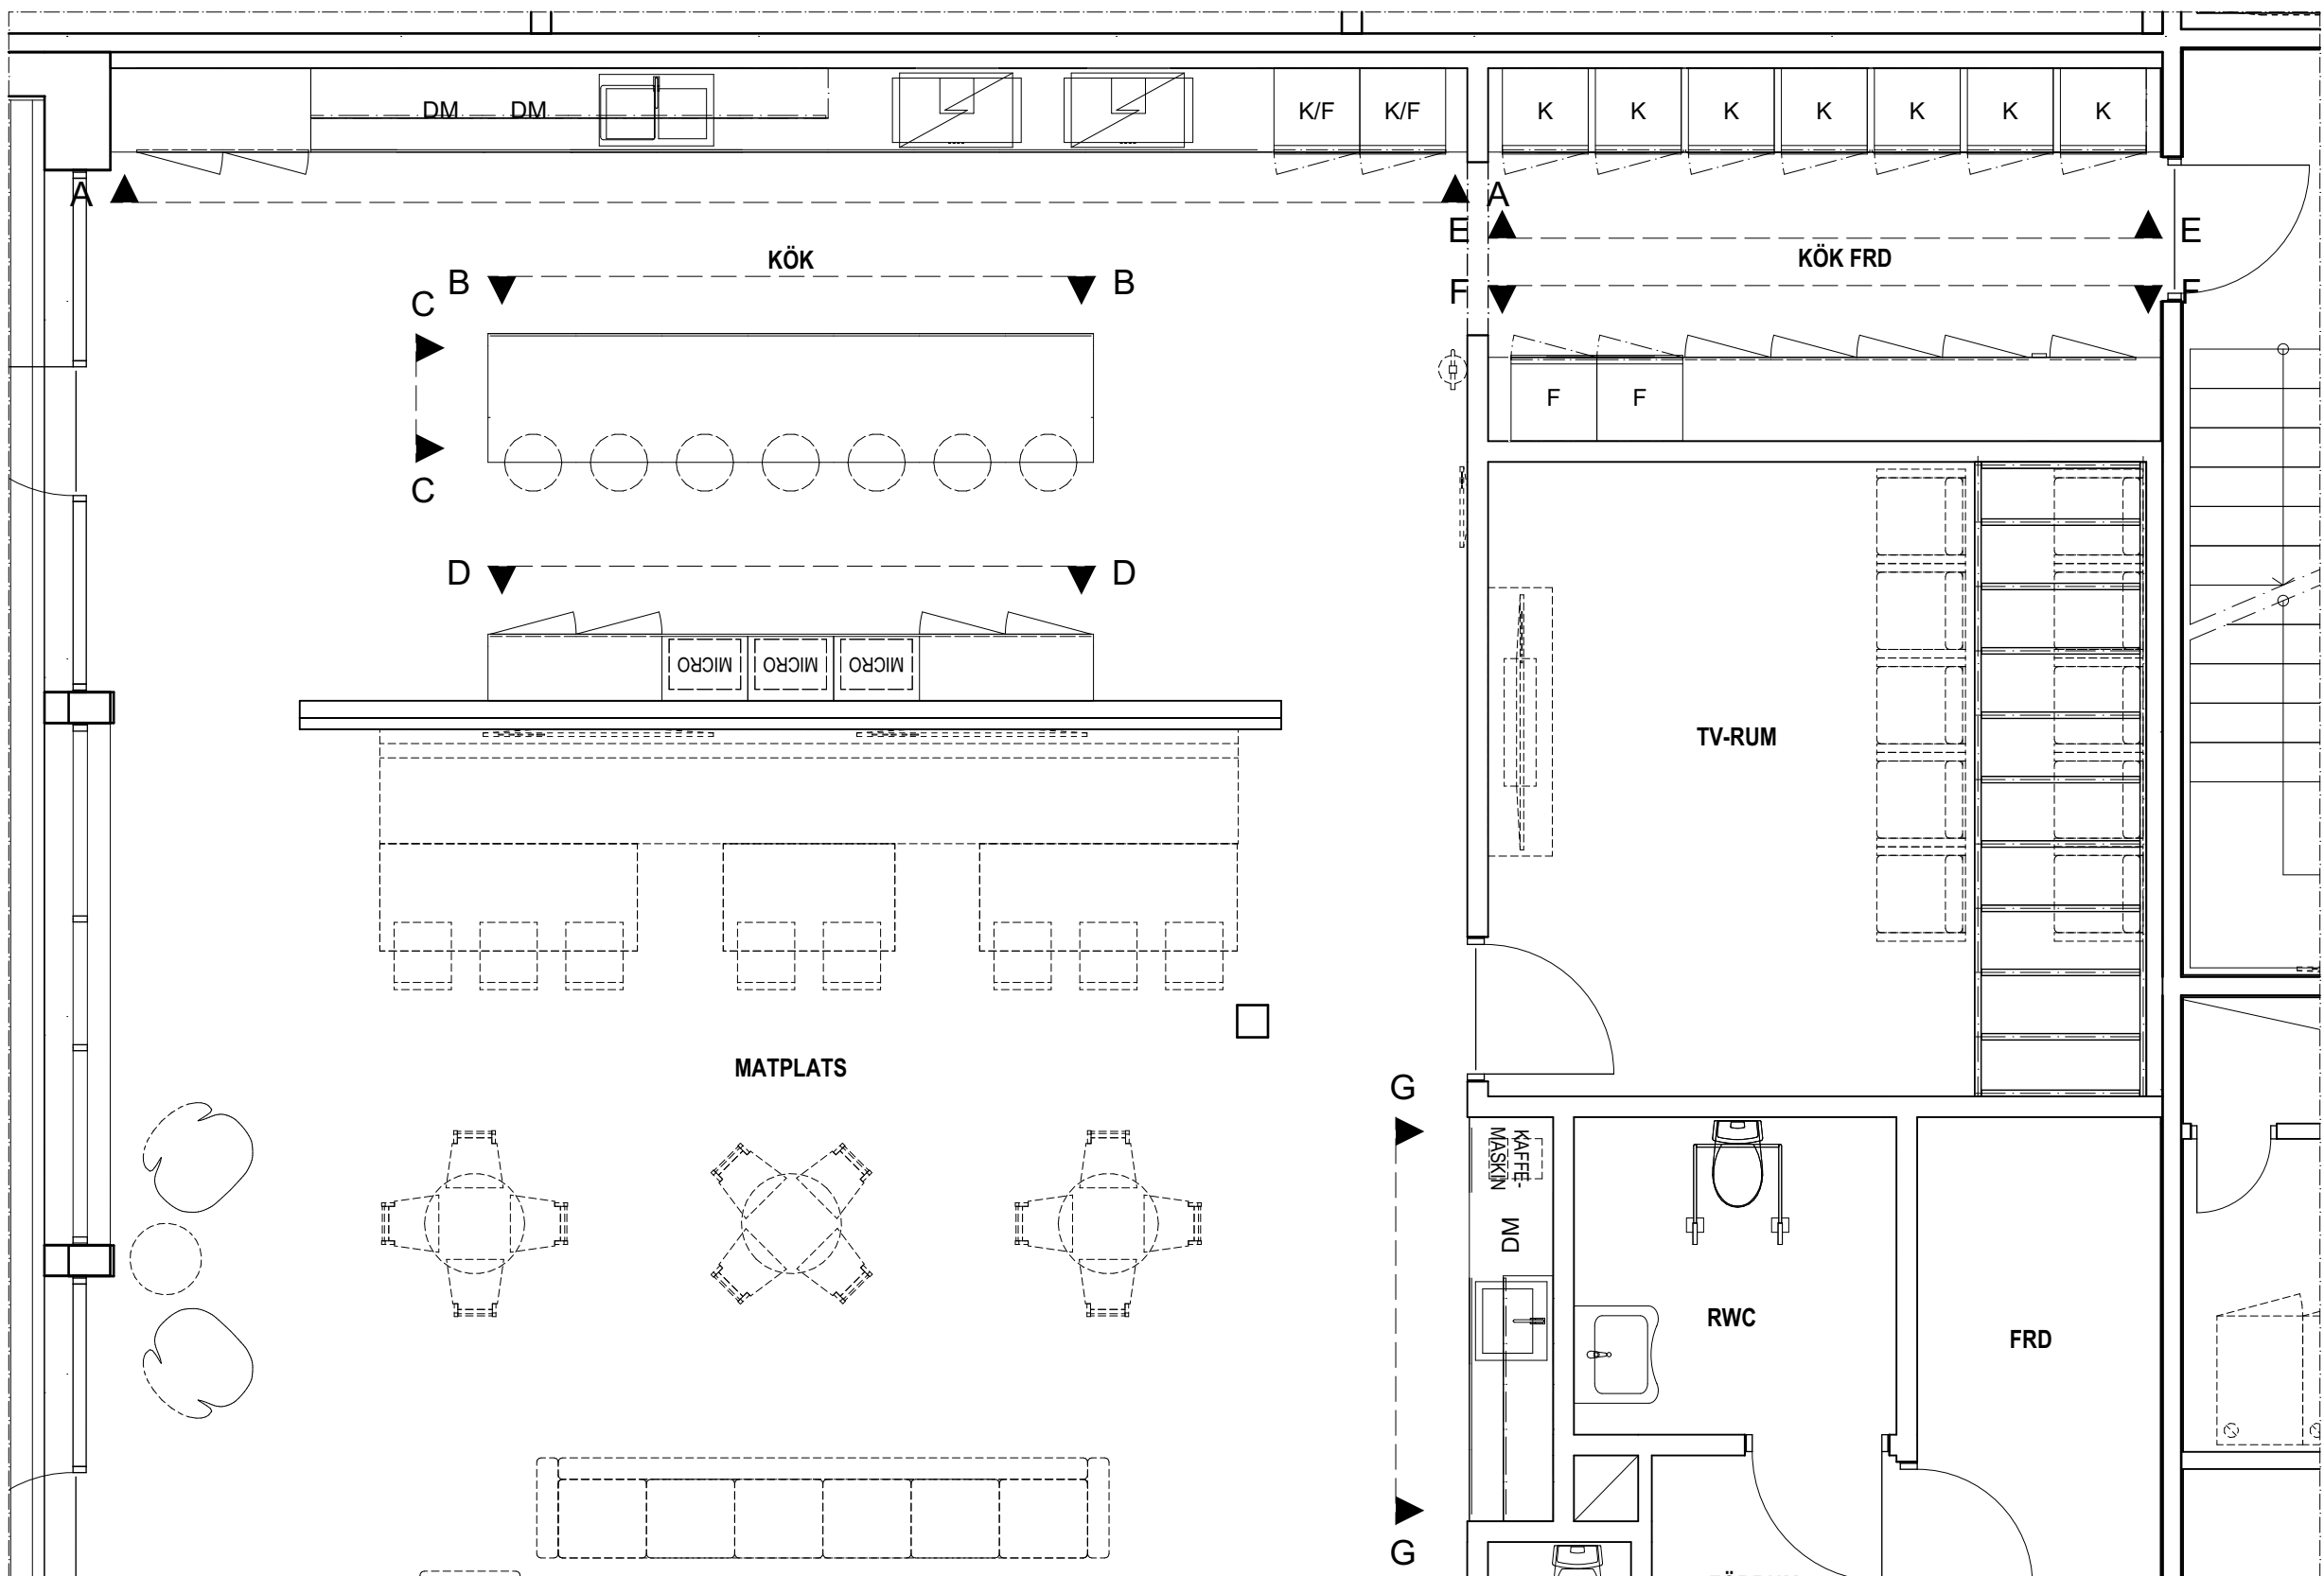 DM DM K/F K/F K K K K K K K
A A
E E
KÖK KÖK FRD
B B
C F F
F F
C
D D
MICRO MICRO MICRO
TV-RUM
MATPLATS
G
KAFFE-
MASKIN
DM
RWC
FRD
G